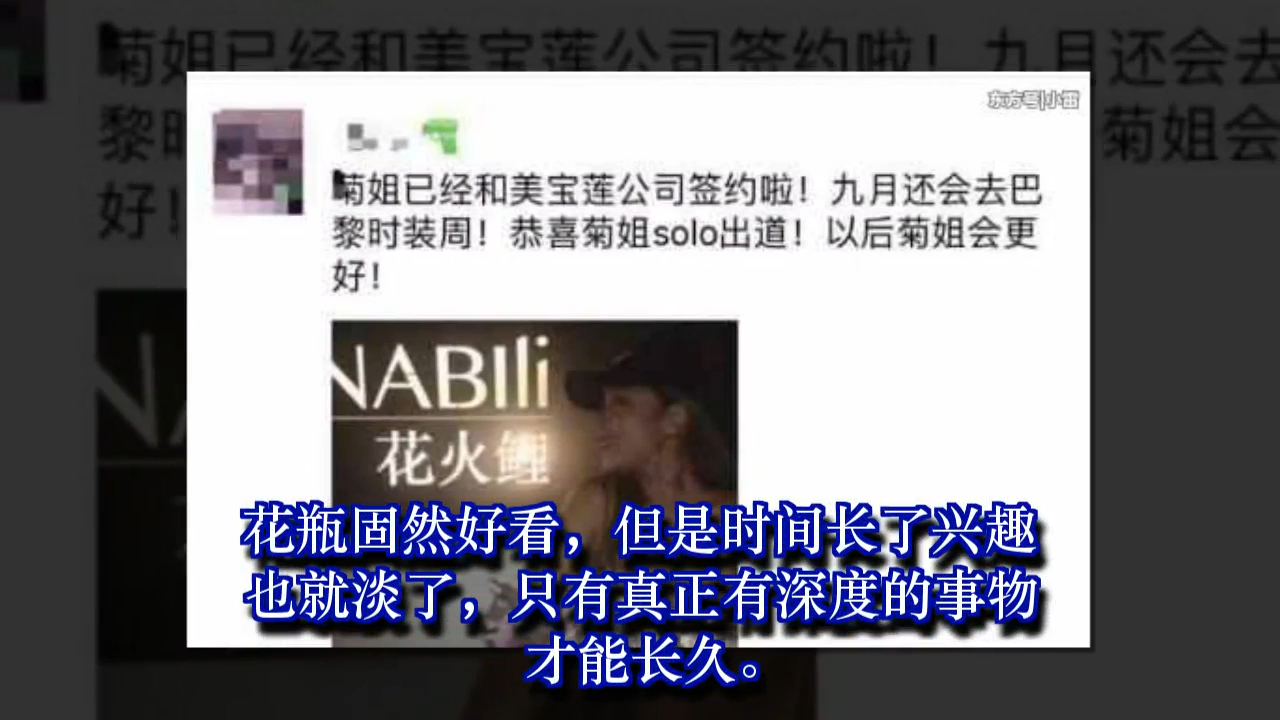 东方号|小雷
菊姐已经和美宝莲公司签约啦！九月还会去巴
黎时装周！恭喜菊姐solo出道！以后菊姐会更
好！
NABIli
花火鲤
花瓶固然好看，但是时间长了兴趣
也就淡了，只有真正有深度的事物
才能长久。